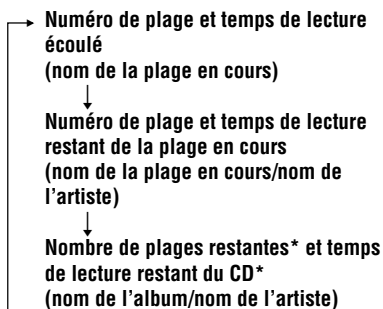 Numéro de plage et temps de lecture
écoulé
(nom de la plage en cours)
Numéro de plage et temps de lecture
restant de la plage en cours
(nom de la plage en cours/nom de
l’artiste)
Nombre de plages restantes* et temps
de lecture restant du CD*
(nom de l’album/nom de l’artiste)